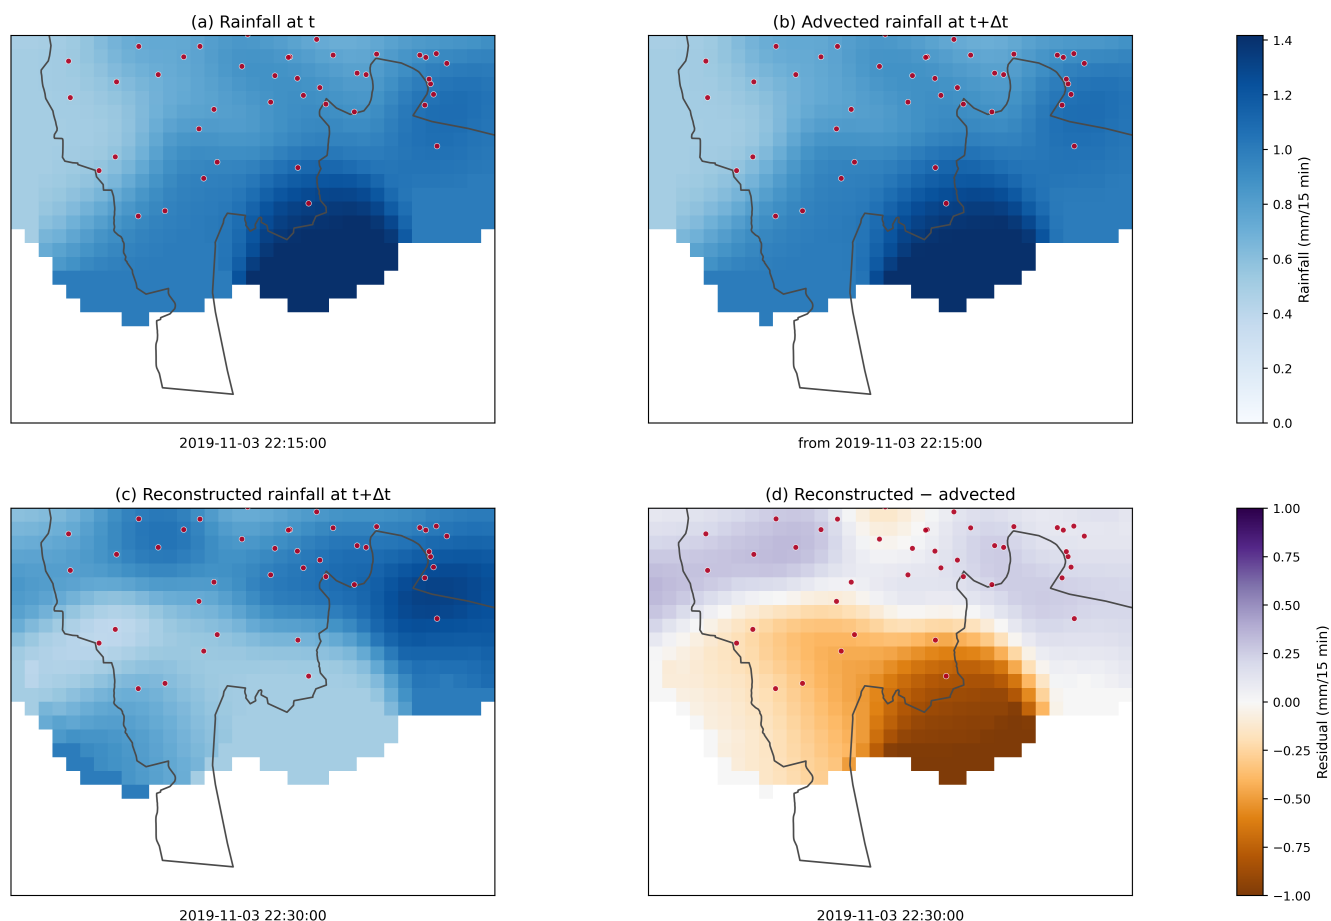 (a) Rainfall at t
(b) Advected rainfall at t+Δt
1.4
1.2
1.0
0.8
0.6
0.4
0.2
0.0
Rainfall (mm/15 min)
2019-11-03 22:15:00
from 2019-11-03 22:15:00
(c) Reconstructed rainfall at t+Δt
(d) Reconstructed − advected
1.00
0.75
0.50
0.25
0.00
−0.25
−0.50
−0.75
−1.00
Residual (mm/15 min)
2019-11-03 22:30:00
2019-11-03 22:30:00